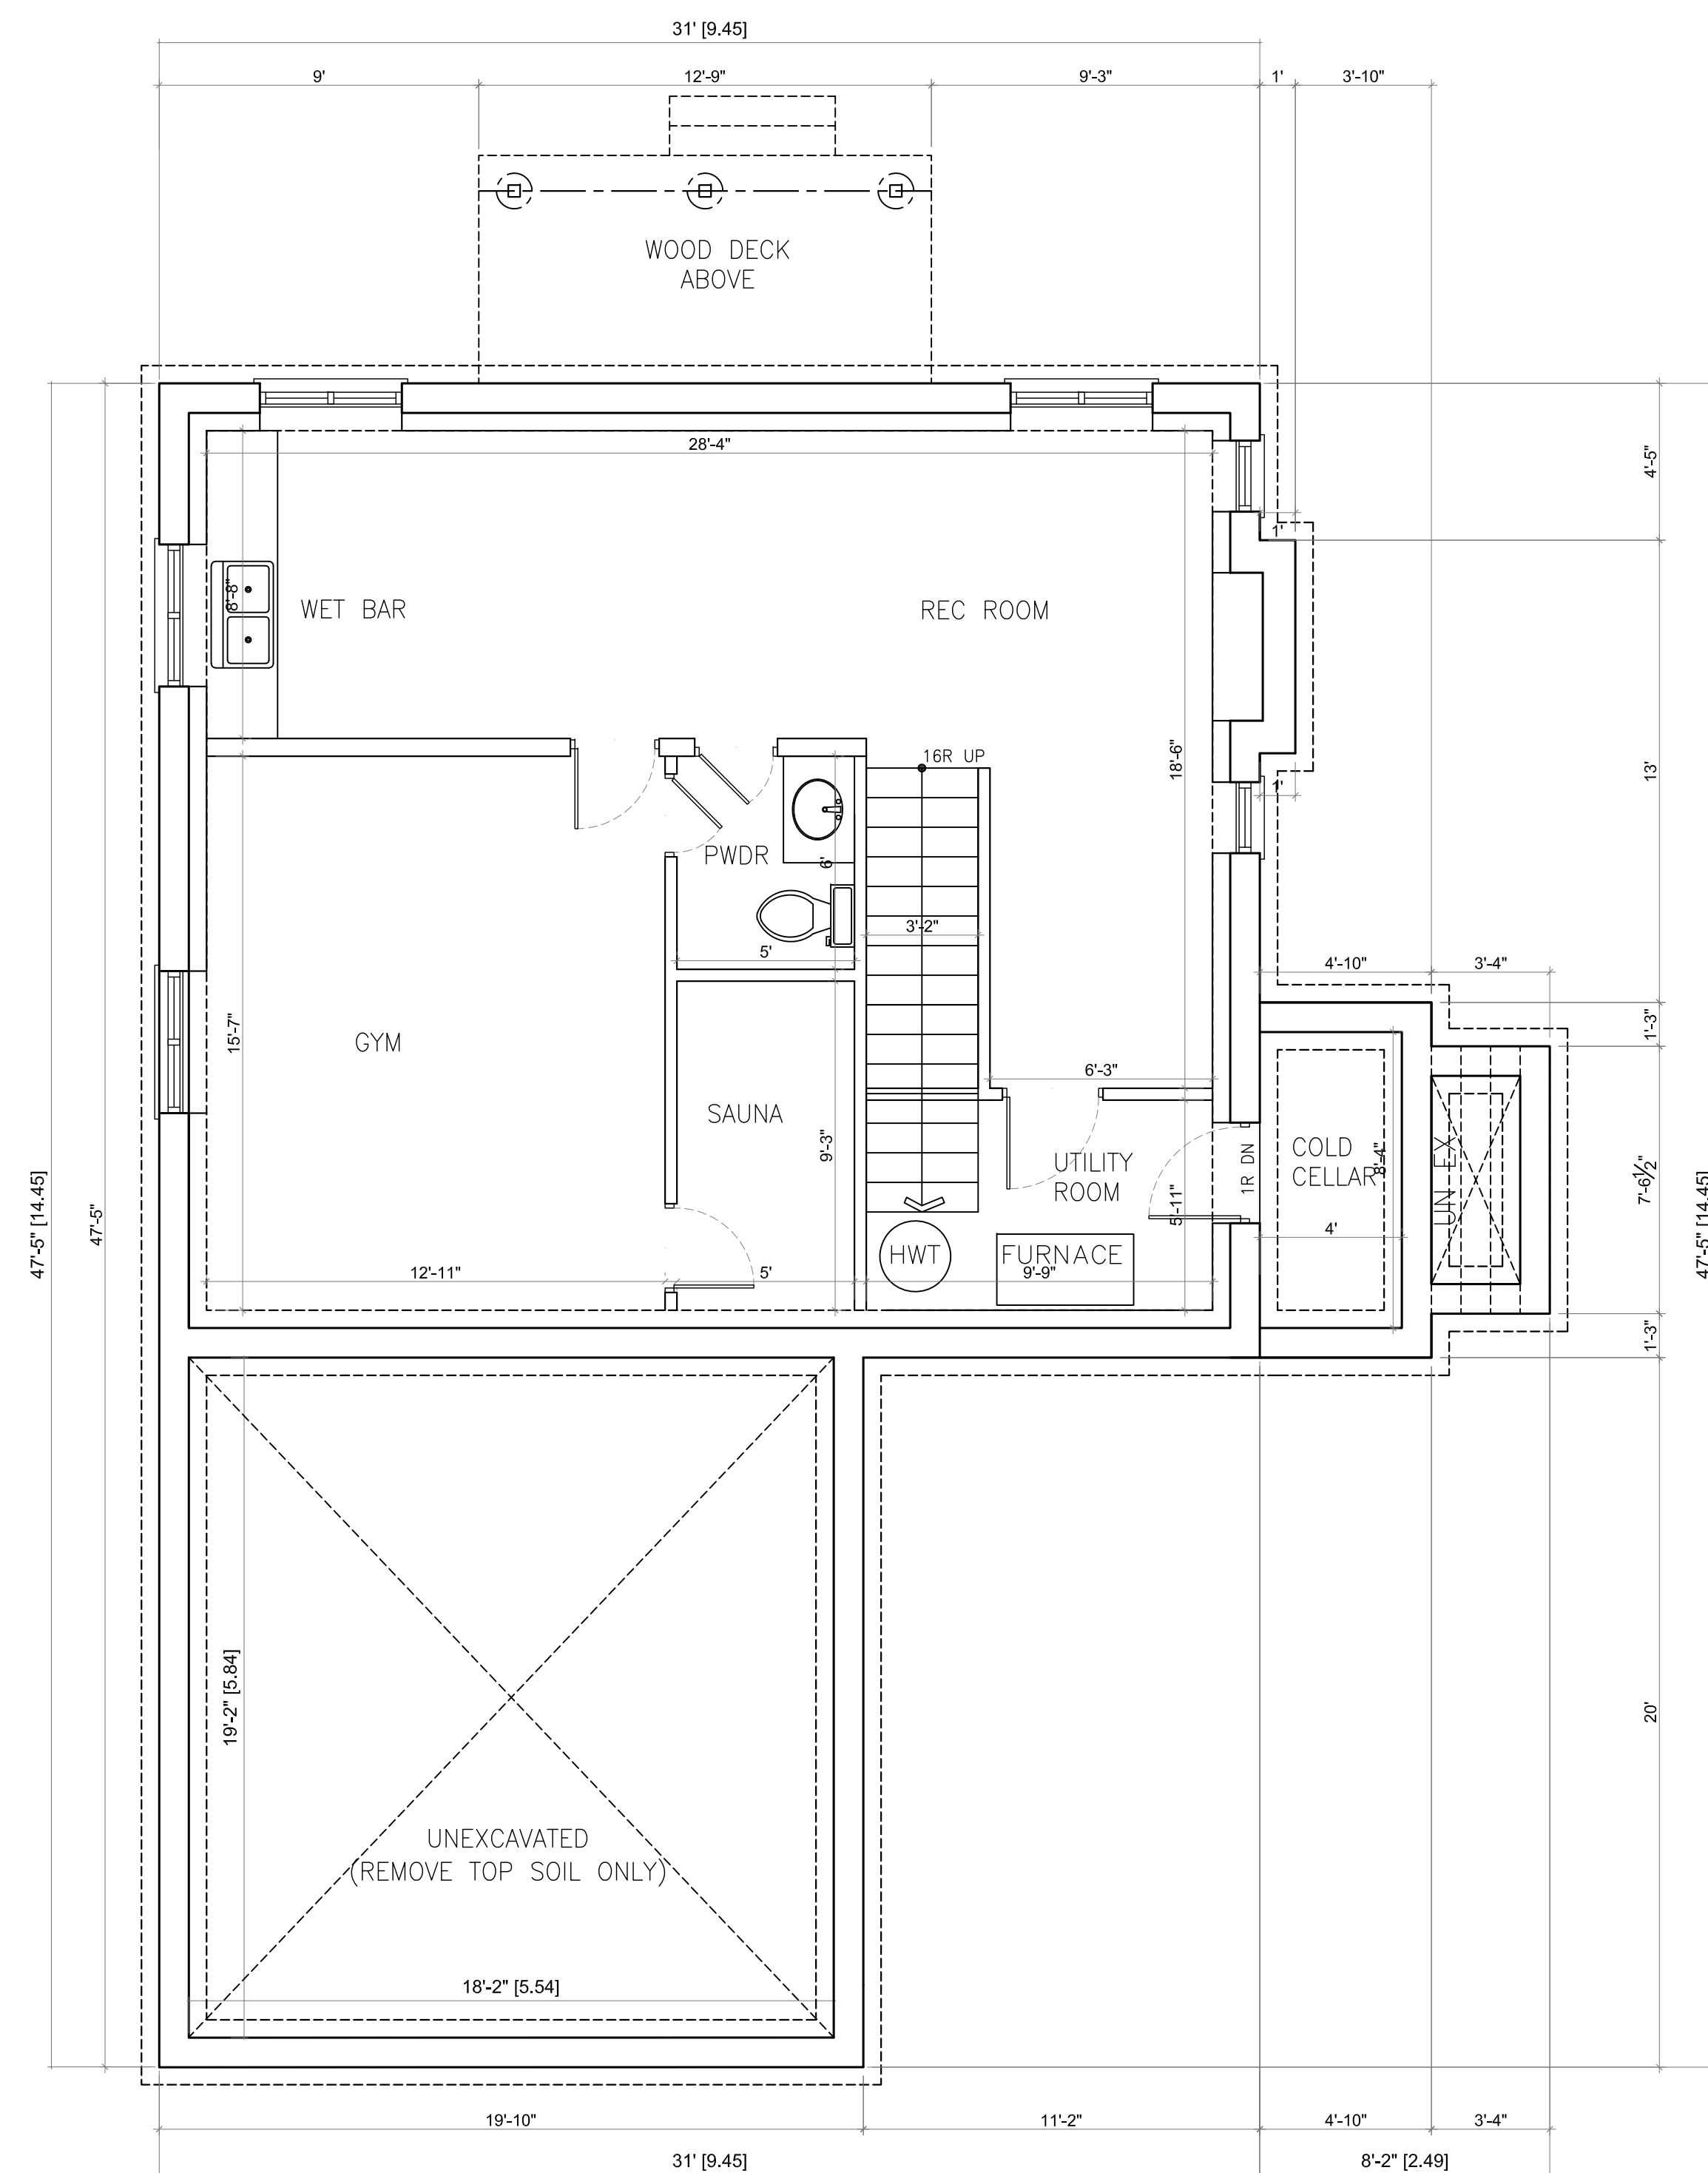 31' [9.45]
9'
12'-9"
9'-3"
1'
3'-10"
WOOD DECK
ABOVE
28'-4"
4'-5"
1'
8'-8"
WET BAR
REC ROOM
16R UP
18'-6"
1'
13'
PWDR
6'
3'-2"
5'
4'-10"
3'-4"
15'-7"
GYM
1'-3"
6'-3"
SAUNA
9'-3"
UTILITY
ROOM
5'-11"
1R DN
COLD
CELLAR
8'-4"
UN EX
7'-6½"
47'-5" [14.45]
47'-5"
47'-5" [14.45]
4'
HWT
FURNACE
12'-11"
5'
9'-9"
1'-3"
19'-2" [5.84]
20'
UNEXCAVATED
(REMOVE TOP SOIL ONLY)
18'-2" [5.54]
19'-10"
11'-2"
4'-10"
3'-4"
31' [9.45]
8'-2" [2.49]